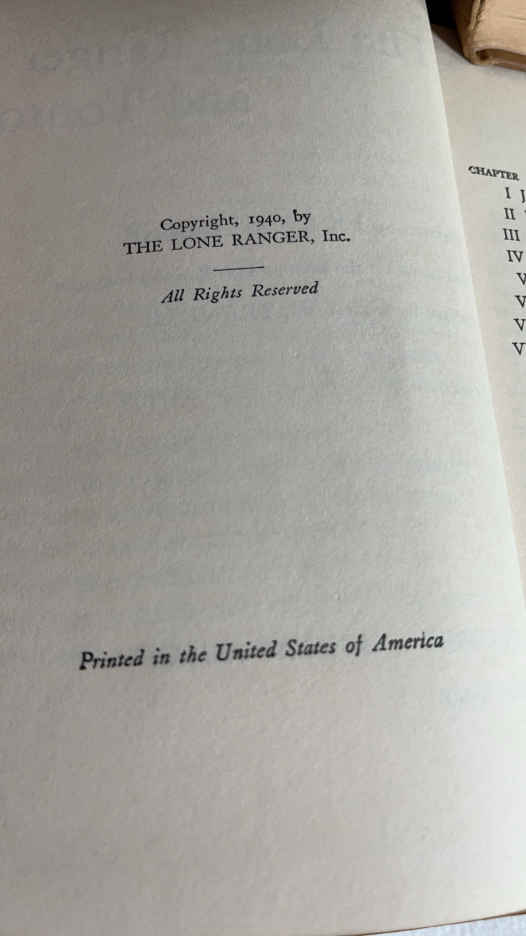 Copyright, 1940, by
THE LONE RANGER, Inc.
All Rights Reserved
Printed in the United States of America
CHAPTER
I
II
III
IV